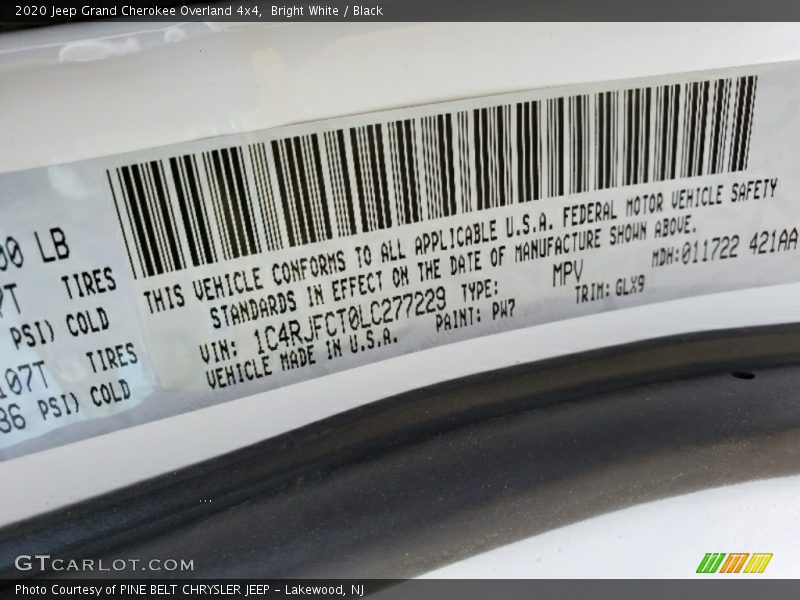 2020 Jeep Grand Cherokee Overland 4x4, Bright White / Black
00 LB
7T TIRES
PSI) COLD
107T TIRES
36 PSI) COLD
THIS VEHICLE CONFORMS TO ALL APPLICABLE U.S.A. FEDERAL MOTOR VEHICLE SAFETY
STANDARDS IN EFFECT ON THE DATE OF MANUFACTURE SHOWN ABOVE.
VIN: 1C4RJFCT0LC277229 TYPE: MPV MDH:011722 421AA
VEHICLE MADE IN U.S.A. PAINT: PW7 TRIM: GLX9
GTCARLOT.COM
Photo Courtesy of PINE BELT CHRYSLER JEEP - Lakewood, NJ